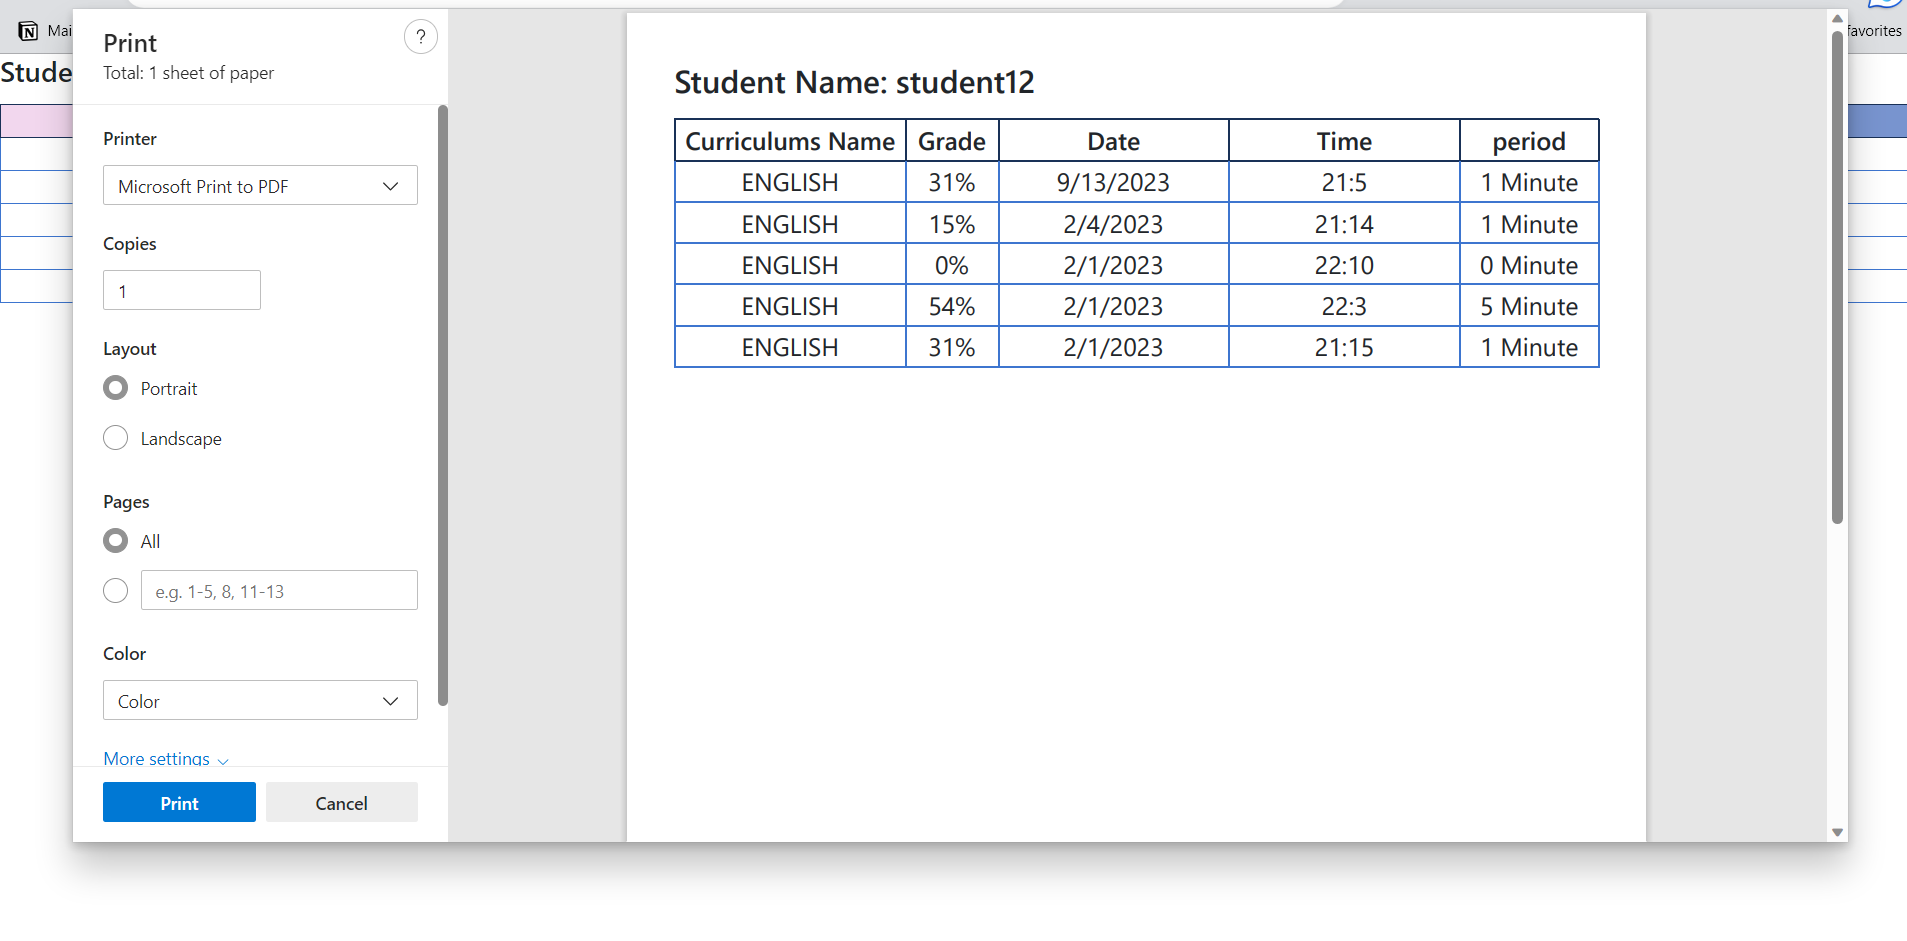 Mai
favorites
Stude
Print
?
Total: 1 sheet of paper
Printer
Microsoft Print to PDF
Copies
1
Layout
Portrait
Landscape
Pages
All
e.g. 1-5, 8, 11-13
Color
Color
More settings
Print Cancel
Student Name: student12
Curriculums Name Grade Date Time period
ENGLISH 31% 9/13/2023 21:5 1 Minute
ENGLISH 15% 2/4/2023 21:14 1 Minute
ENGLISH 0% 2/1/2023 22:10 0 Minute
ENGLISH 54% 2/1/2023 22:3 5 Minute
ENGLISH 31% 2/1/2023 21:15 1 Minute